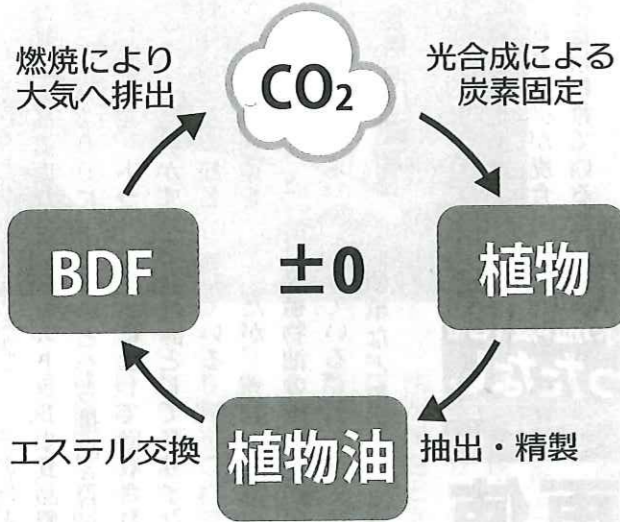 燃焼により
大気へ排出
CO₂
光合成による
炭素固定
BDF
±0
植物
エステル交換
植物油
抽出・精製